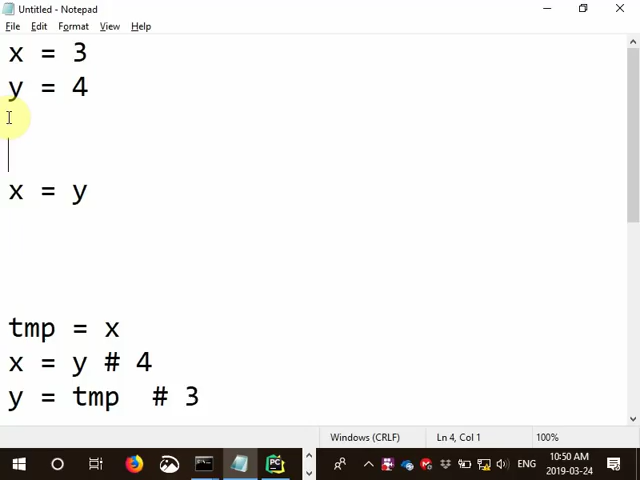 Untitled - Notepad
File Edit Format View Help
x = 3
y = 4
x = y
tmp = x
x = y # 4
y = tmp  # 3
Windows (CRLF) Ln 4, Col 1 100%
PC ENG 10:50 AM
2019-03-24